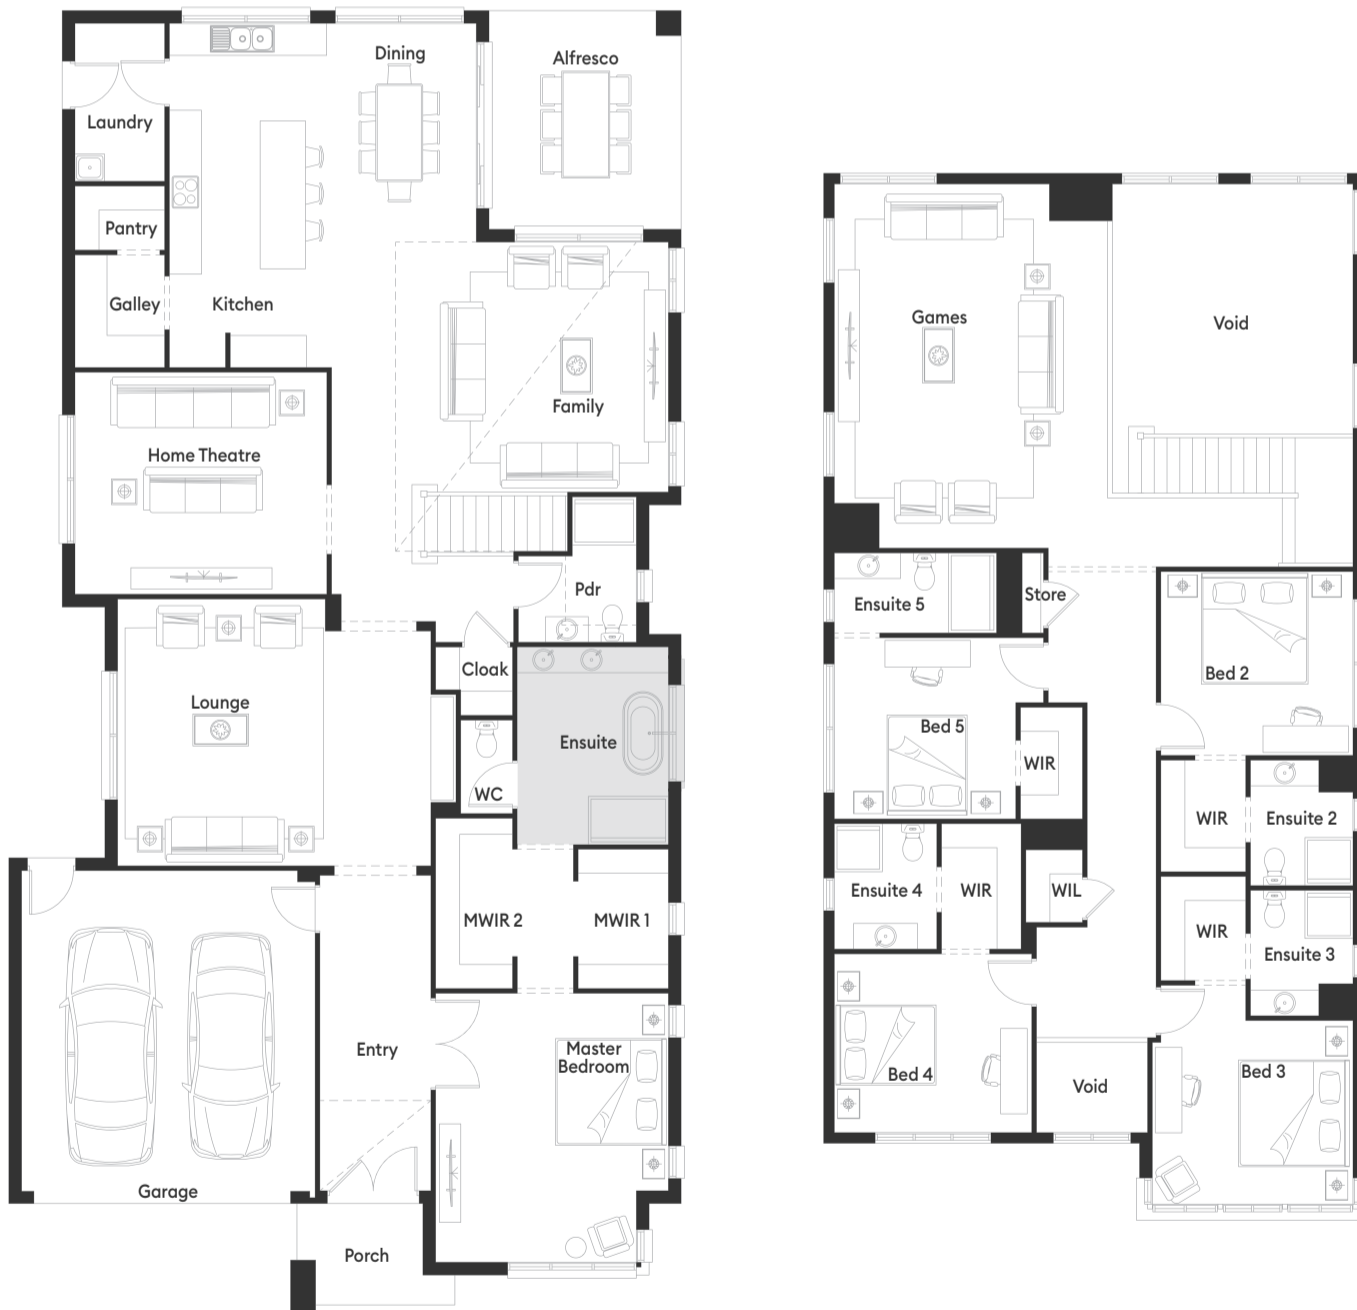 Dining
Alfresco
Laundry
Pantry
Galley
Kitchen
Family
Home Theatre
Pdr
Cloak
Lounge
Ensuite
WC
MWIR 2
MWIR 1
Entry
Master
Bedroom
Garage
Porch
Games
Void
Ensuite 5
Store
Bed 2
Bed 5
WIR
WIR
Ensuite 2
Ensuite 4
WIR
WIL
WIR
Ensuite 3
Bed 4
Void
Bed 3